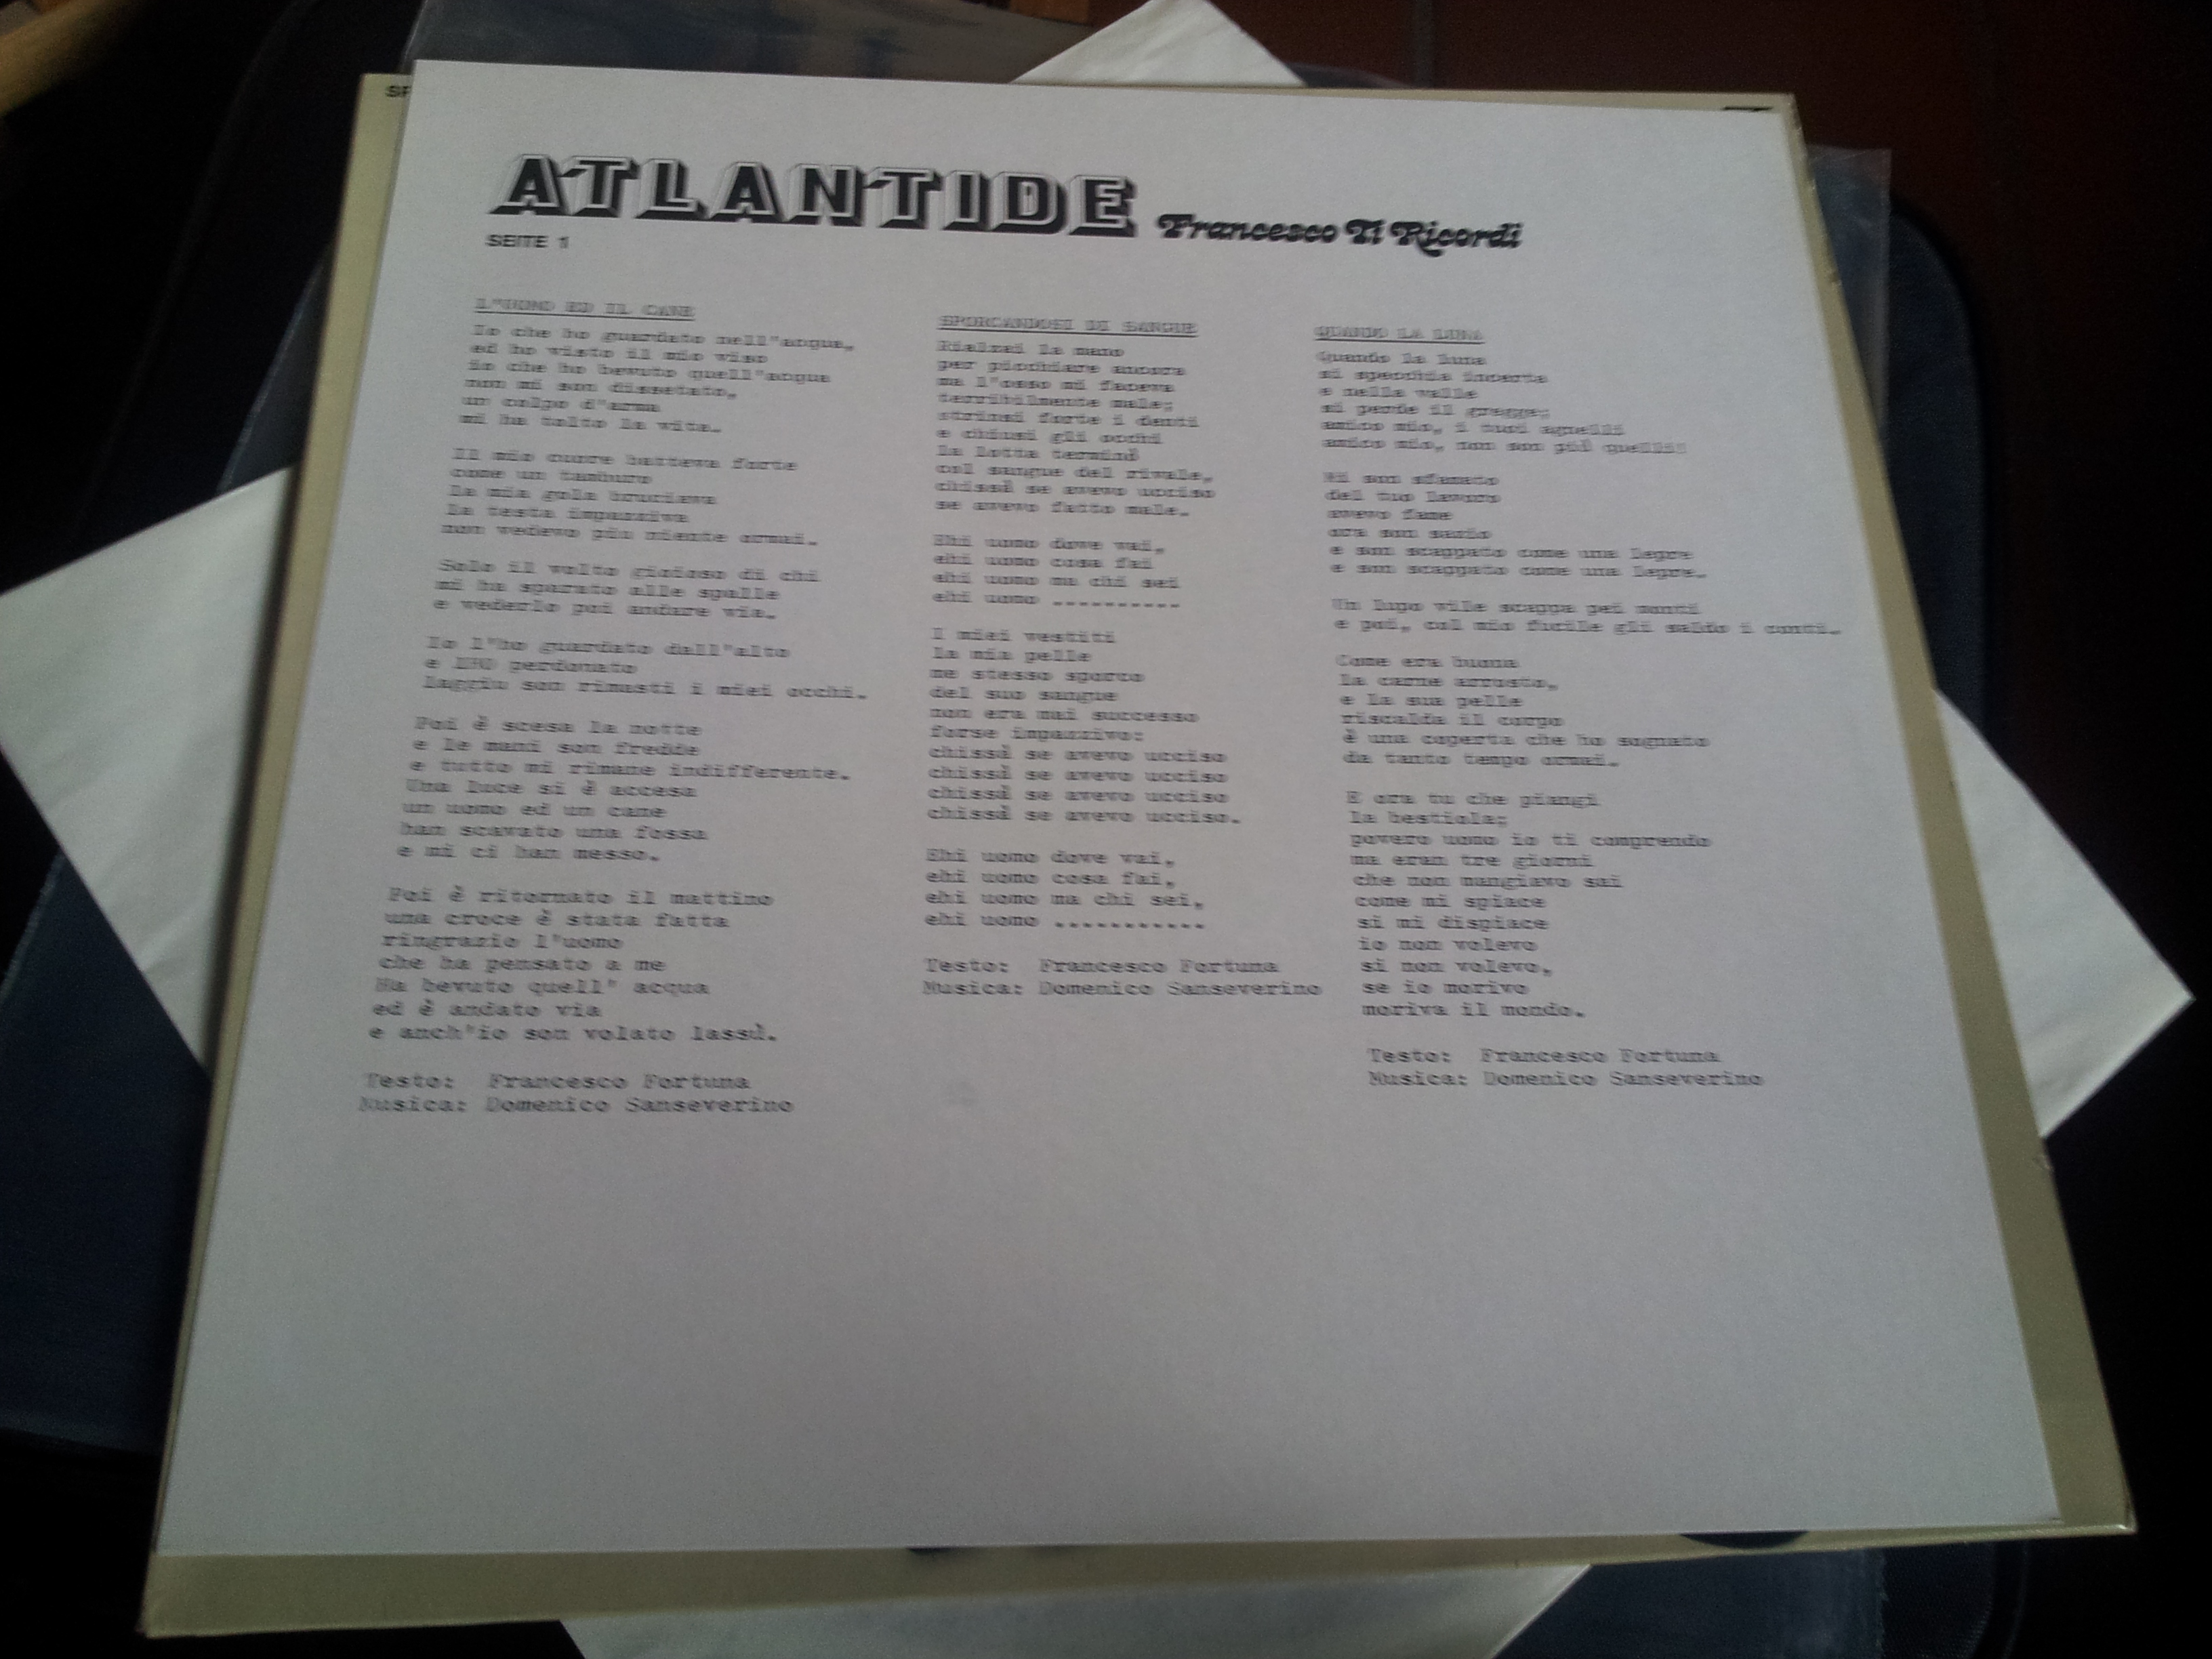 SP
ATLANTIDE Francesco Ti Ricordi
SEITE 1
L"UOMO ED IL CANE
Io che ho guardato nell"acqua,
ed ho visto il mio viso
io che ho bevuto quell"acqua
non mi son dissetato,
un colpo d"arma
mi ha tolto la vita.
Il mio cuore batteva forte
come un tamburo
la mia gola bruciava
la testa impazziva
non vedevo piu niente ormai.
Solo il volto gioioso di chi
mi ha sparato alle spalle
e vederlo poi andare via.
Io l"ho guardato dall"alto
e perdonato
laggiu son rimasti i miei occhi.
Poi è scesa la notte
e le mani son fredde
e tutto mi rimane indifferente.
Una luce si è accesa
un uomo ed un cane
han scavato una fossa
e mi ci han messo.
Poi è ritornato il mattino
una croce è stata fatta
ringrazio l"uomo
che ha pensato a me
Ha bevuto quell" acqua
ed è andato via
e anch"io son volato lassù.
Testo: Francesco Fortuna
Musica: Domenico Sanseverino
SPORCANDOSI DI SANGUE
Rialzai la mano
per picchiare ancora
ma l"osso mi faceva
terribilmente male;
strinsi forte i denti
e chiusi gli occhi
la lotta terminò
col sangue del rivale,
chissà se avevo ucciso
se avevo fatto male.
Ehi uomo dove vai,
ehi uomo cosa fai
ehi uomo ma chi sei
ehi uomo ..........
I miei vestiti
la mia pelle
me stesso sporco
del suo sangue
non era mai successo
forse impazzivo:
chissà se avevo ucciso
chissà se avevo ucciso
chissà se avevo ucciso
chissà se avevo ucciso.
Ehi uomo dove vai,
ehi uomo cosa fai,
ehi uomo ma chi sei,
ehi uomo ...........
Testo: Francesco Fortuna
Musica: Domenico Sanseverino
QUANDO LA LUNA
Quando la luna
si specchia incerta
e nella valle
si perde il gregge;
amico mio, i tuoi agnelli
amico mio, non son più quelli!
Mi son sfamato
del tuo lavoro
avevo fame
ora son sazio
e son scappato come una lepre
e son scappato come una lepre.
Un lupo vile scappa pei monti
e poi, col mio fucile gli saldo i conti.
Come era buona
la carne arrosto,
e la sua pelle
riscalda il corpo
è una coperta che ho sognato
da tanto tempo ormai.
E ora tu che piangi
la bestiola;
povero uomo io ti comprendo
ma eran tre giorni
che non mangiavo sai
come mi spiace
si mi dispiace
io non volevo
si non volevo,
se io morivo
moriva il mondo.
Testo: Francesco Fortuna
Musica: Domenico Sanseverino